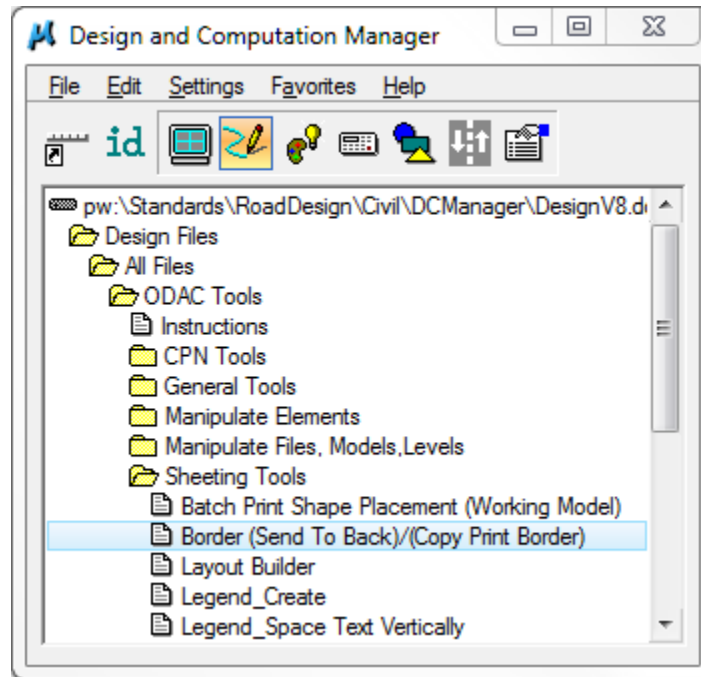 Design and Computation Manager
File Edit Settings Favorites Help
id
pw:\Standards\RoadDesign\Civil\DCManager\DesignV8.d
Design Files
All Files
ODAC Tools
Instructions
CPN Tools
General Tools
Manipulate Elements
Manipulate Files, Models,Levels
Sheeting Tools
Batch Print Shape Placement (Working Model)
Border (Send To Back)/(Copy Print Border)
Layout Builder
Legend_Create
Legend_Space Text Vertically